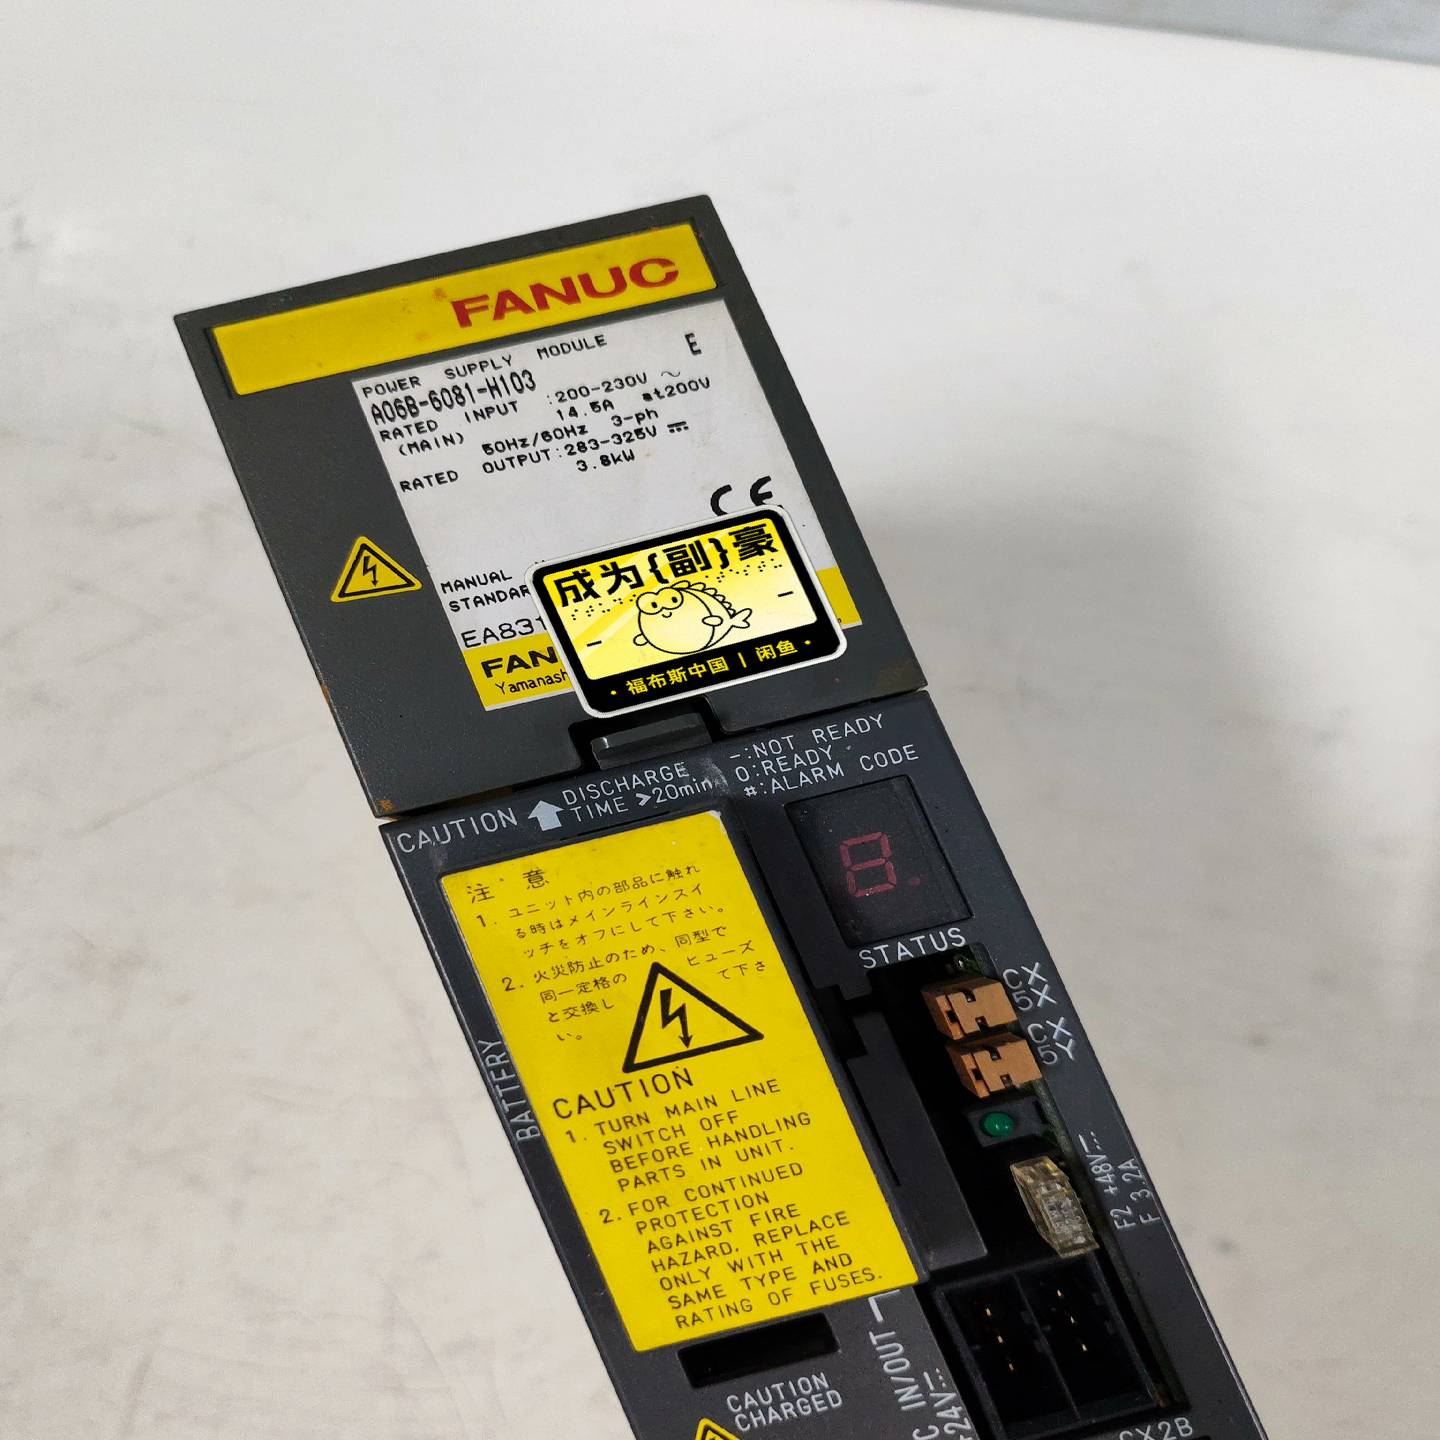 FANUC
POWER SUPPLY MODULE E
A06B-6081-H103
RATED INPUT :200-230V ~
(MAIN) 14.5A at200V
50Hz/60Hz 3-ph
RATED OUTPUT:283-325V
3.8kW
CE
MANUAL
STANDAR
EA831
FAN
Yamanash
成为{副}豪
· 福布斯中国 | 闲鱼 ·
-:NOT READY
0:READY
#:ALARM CODE
CAUTION
DISCHARGE
TIME >20min
8.
STATUS
注 意
1. ユニット内の部品に触れ
る時はメインラインスイ
ッチをオフにして下さい。
2. 火災防止のため、同型で
同一定格の ヒューズ
と交換し て下さ
い。
CAUTION
1. TURN MAIN LINE
SWITCH OFF
BEFORE HANDLING
PARTS IN UNIT.
2. FOR CONTINUED
PROTECTION
AGAINST FIRE
HAZARD, REPLACE
ONLY WITH THE
SAME TYPE AND
RATING OF FUSES.
BATTERY
CX
5X
CX
5Y
F2 +48V
F 3.2A
C IN/OUT
+24V
CAUTION
CHARGED
CX2B